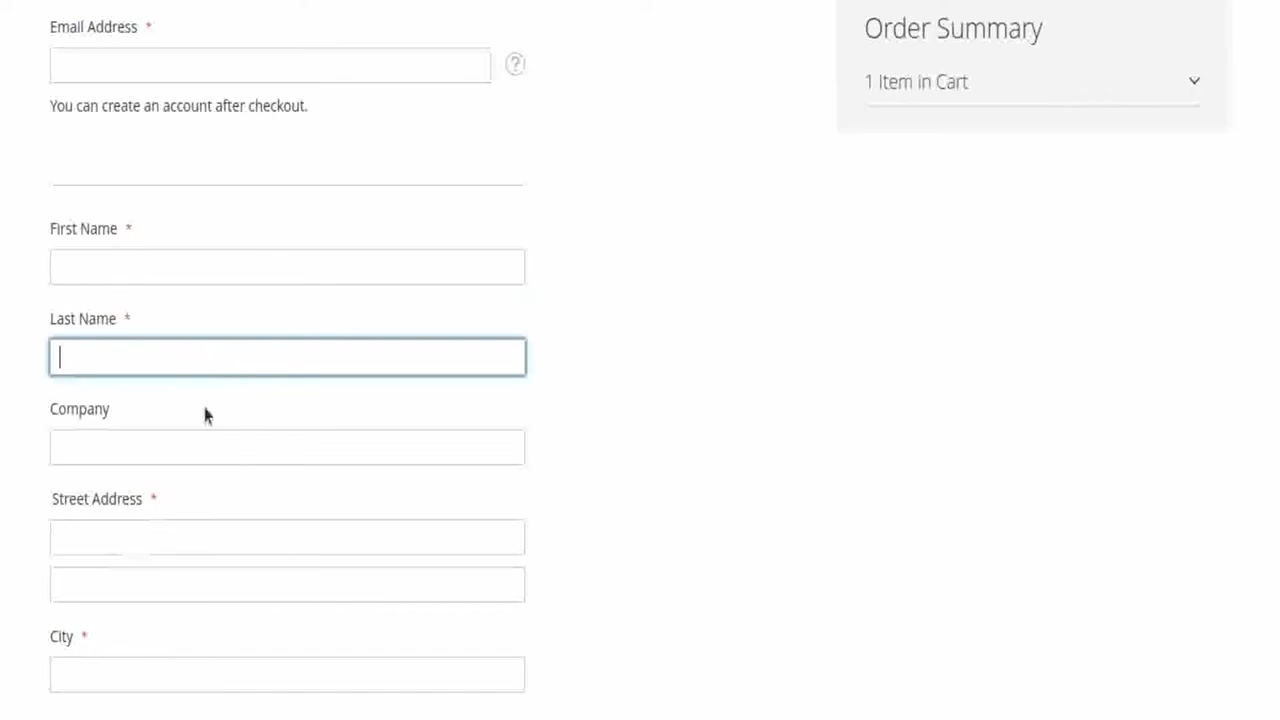 Email Address *
You can create an account after checkout.
First Name *
Last Name *
Company
Street Address *
City *
Order Summary
1 Item in Cart